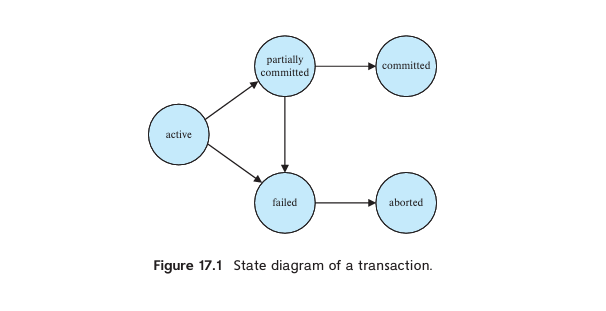 partially
committed
committed
active
failed
aborted
Figure 17.1 State diagram of a transaction.